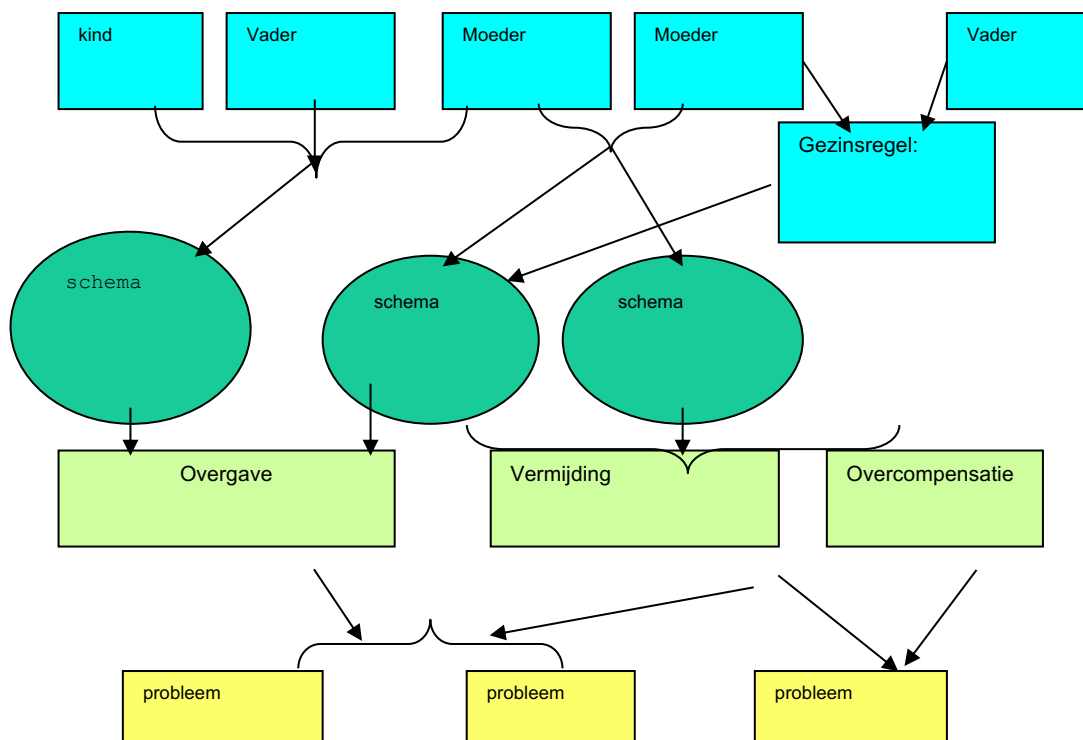 kind
Vader
Moeder
Moeder
Vader
Gezinsregel:
schema
schema
schema
Overgave
Vermijding
Overcompensatie
probleem
probleem
probleem